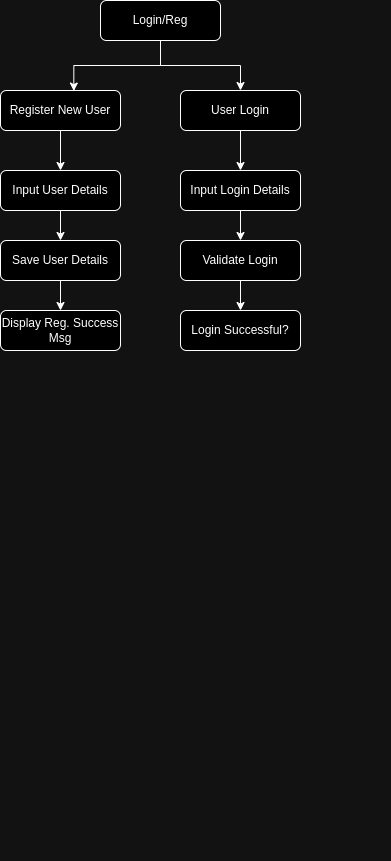 Login/Reg
Register New User
User Login
Input User Details
Input Login Details
Save User Details
Validate Login
Display Reg. Success
Msg
Login Successful?